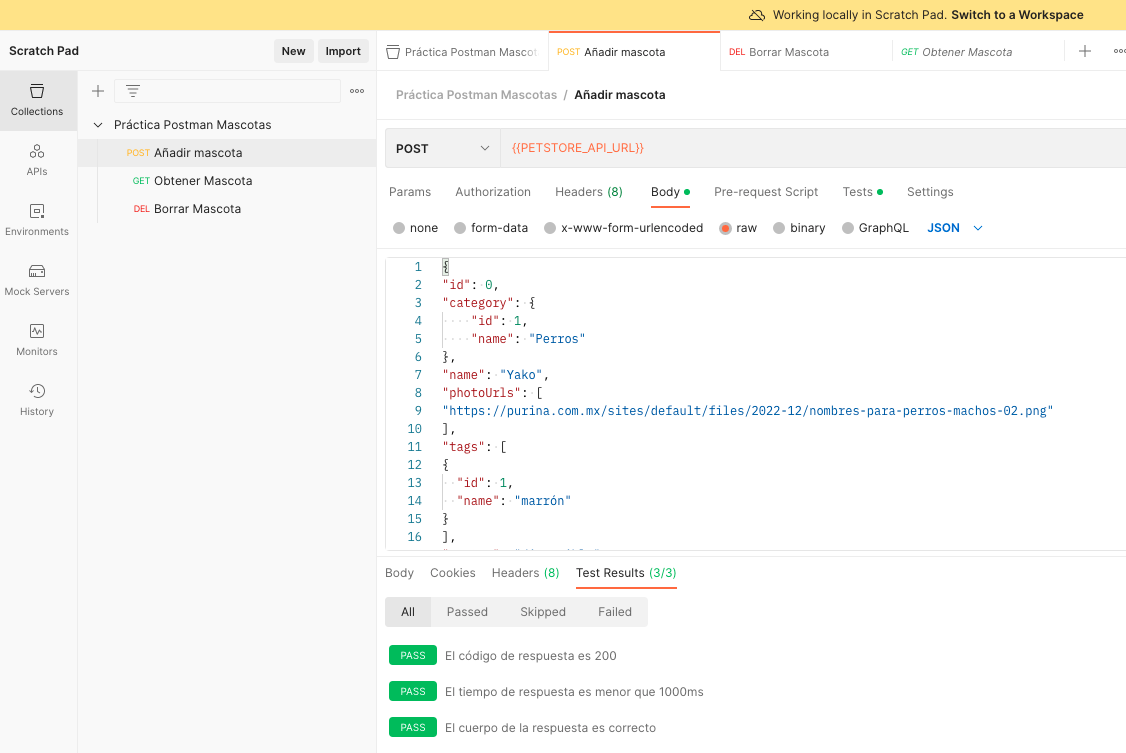 Working locally in Scratch Pad. Switch to a Workspace
Scratch Pad
New
Import
Práctica Postman Mascot
POST Añadir mascota
DEL Borrar Mascota
GET Obtener Mascota
Collections
APIs
Environments
Mock Servers
Monitors
History
Práctica Postman Mascotas
POST Añadir mascota
GET Obtener Mascota
DEL Borrar Mascota
Práctica Postman Mascotas / Añadir mascota
POST
{{PETSTORE_API_URL}}
Params Authorization Headers (8) Body Pre-request Script Tests Settings
none form-data x-www-form-urlencoded raw binary GraphQL JSON
1 {
2 "id": 0,
3 "category": {
4 "id": 1,
5 "name": "Perros"
6 },
7 "name": "Yako",
8 "photoUrls": [
9 "https://purina.com.mx/sites/default/files/2022-12/nombres-para-perros-machos-02.png"
10 ],
11 "tags": [
12 {
13 "id": 1,
14 "name": "marrón"
15 }
16 ],
Body Cookies Headers (8) Test Results (3/3)
All Passed Skipped Failed
PASS El código de respuesta es 200
PASS El tiempo de respuesta es menor que 1000ms
PASS El cuerpo de la respuesta es correcto